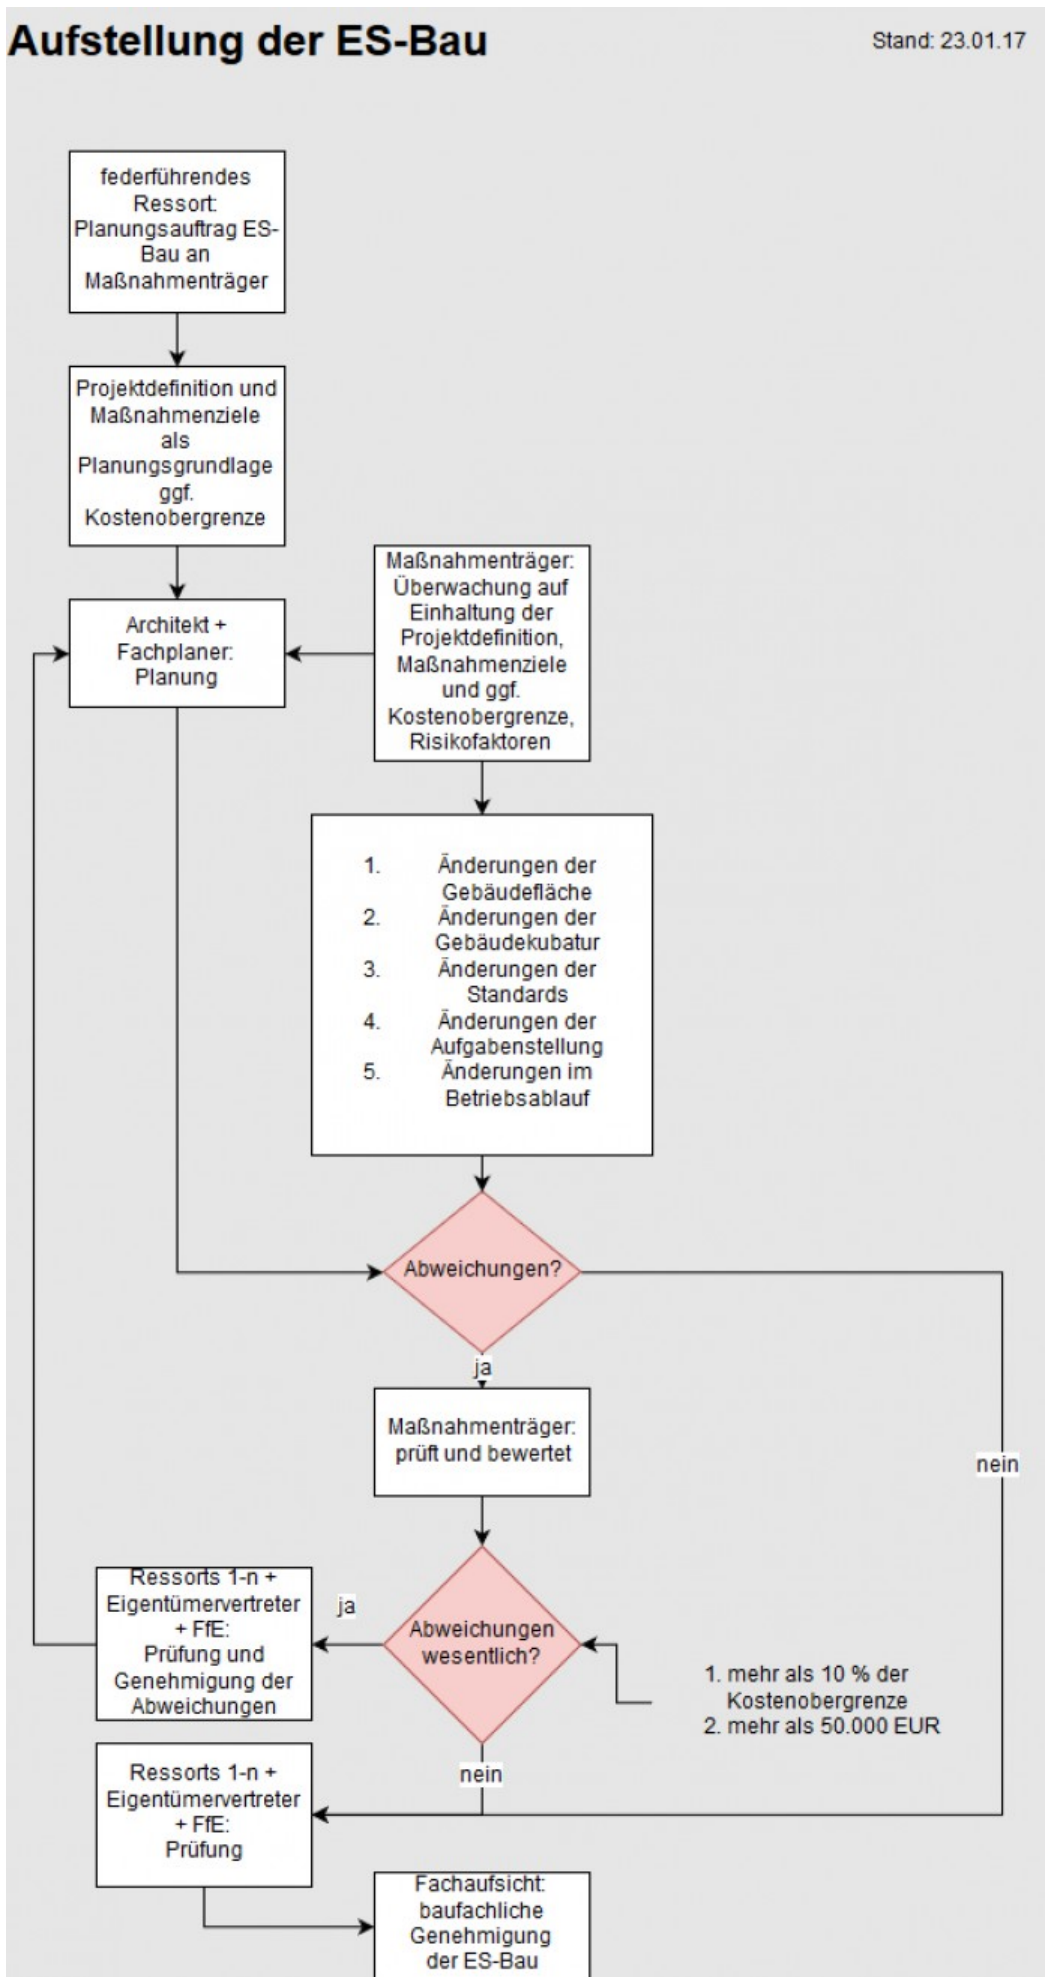 Aufstellung der ES-Bau
Stand: 23.01.17
federführendes
Ressort:
Planungsauftrag ES-
Bau an
Maßnahmenträger
Projektdefinition und
Maßnahmenziele
als
Planungsgrundlage
ggf.
Kostenobergrenze
Architekt +
Fachplaner:
Planung
Maßnahmenträger:
Überwachung auf
Einhaltung der
Projektdefinition,
Maßnahmenziele
und ggf.
Kostenobergrenze,
Risikofaktoren
1. Änderungen der
Gebäudefläche
2. Änderungen der
Gebäudekubatur
3. Änderungen der
Standards
4. Änderungen der
Aufgabenstellung
5. Änderungen im
Betriebsablauf
Abweichungen?
ja
Maßnahmenträger:
prüft und bewertet
nein
Abweichungen
wesentlich?
ja
Ressorts 1-n +
Eigentümervertreter
+ FfE:
Prüfung und
Genehmigung der
Abweichungen
1. mehr als 10 % der
Kostenobergrenze
2. mehr als 50.000 EUR
nein
Ressorts 1-n +
Eigentümervertreter
+ FfE:
Prüfung
Fachaufsicht:
baufachliche
Genehmigung
der ES-Bau